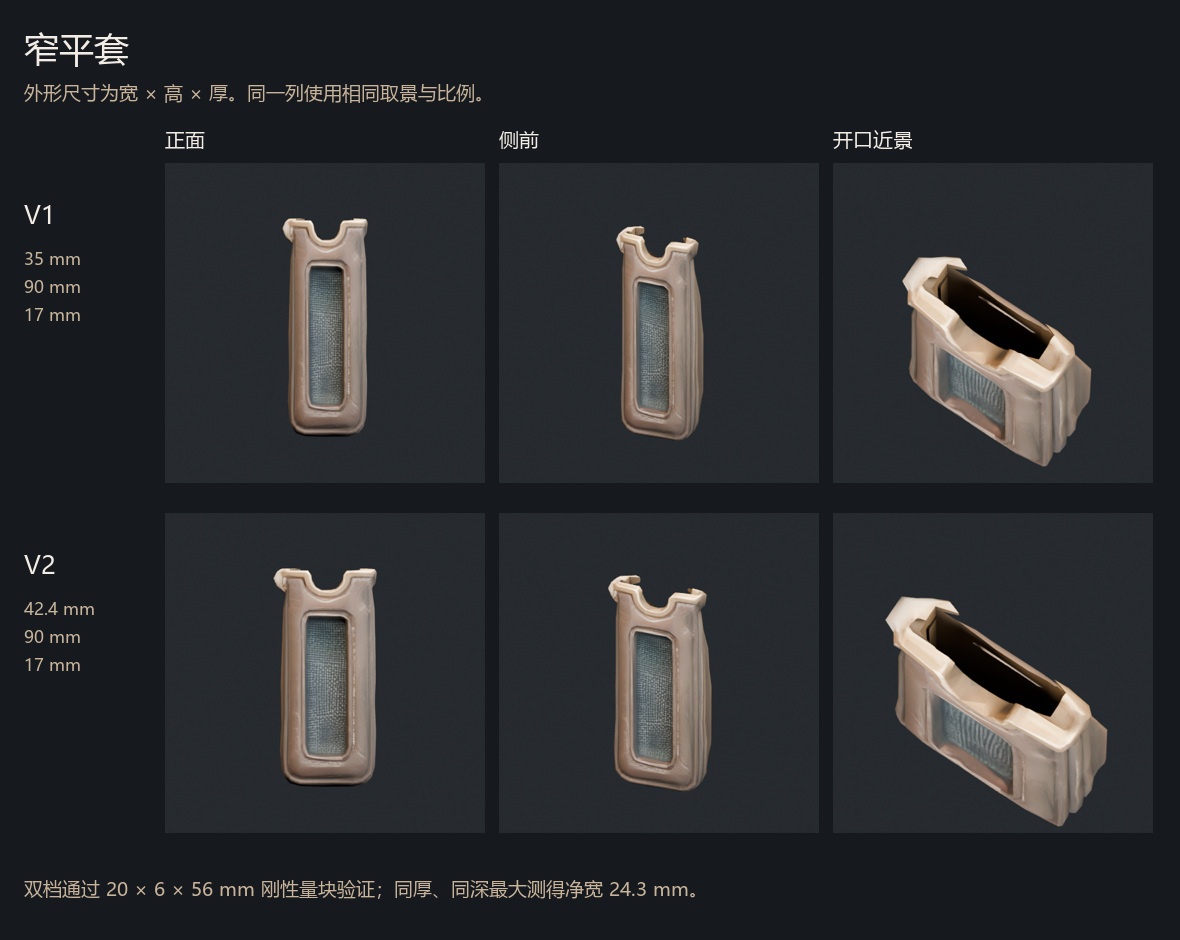 窄平套
外形尺寸为宽 × 高 × 厚。同一列使用相同取景与比例。
正面
侧前
开口近景
V1
35 mm
90 mm
17 mm
V2
42.4 mm
90 mm
17 mm
双档通过 20 × 6 × 56 mm 刚性量块验证；同厚、同深最大测得净宽 24.3 mm。